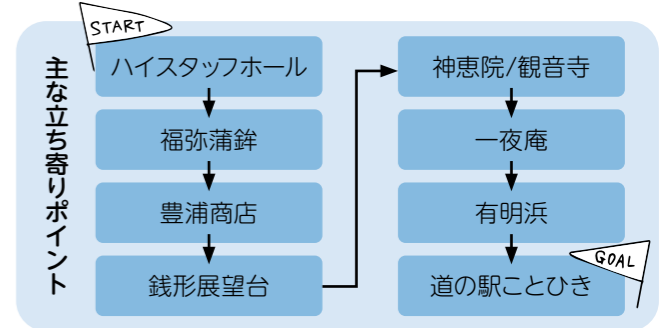 主な立ち寄りポイント
START
ハイスタッフホール
福弥蒲鉾
豊浦商店
銭形展望台
神恵院/観音寺
一夜庵
有明浜
道の駅ことひき
GOAL